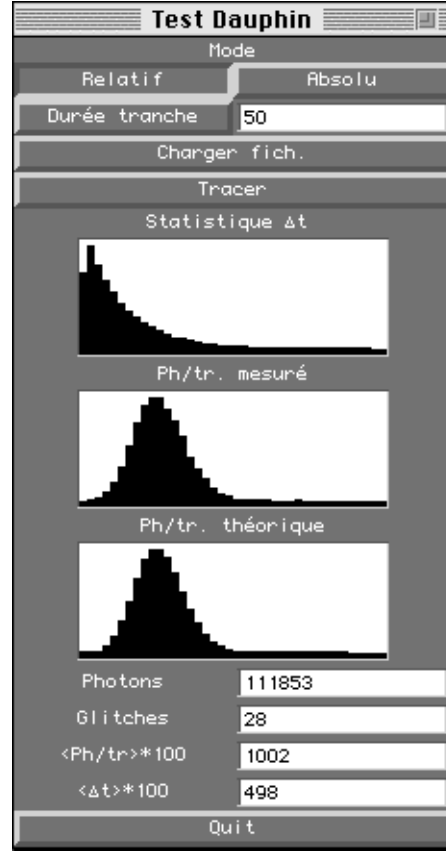 Test Dauphin
Mode
Relatif Absolu
Durée tranche 50
Charger fich.
Tracer
Statistique Δt
Ph/tr. mesuré
Ph/tr. théorique
Photons 111853
Glitches 28
<Ph/tr>*100 1002
<Δt>*100 498
Quit